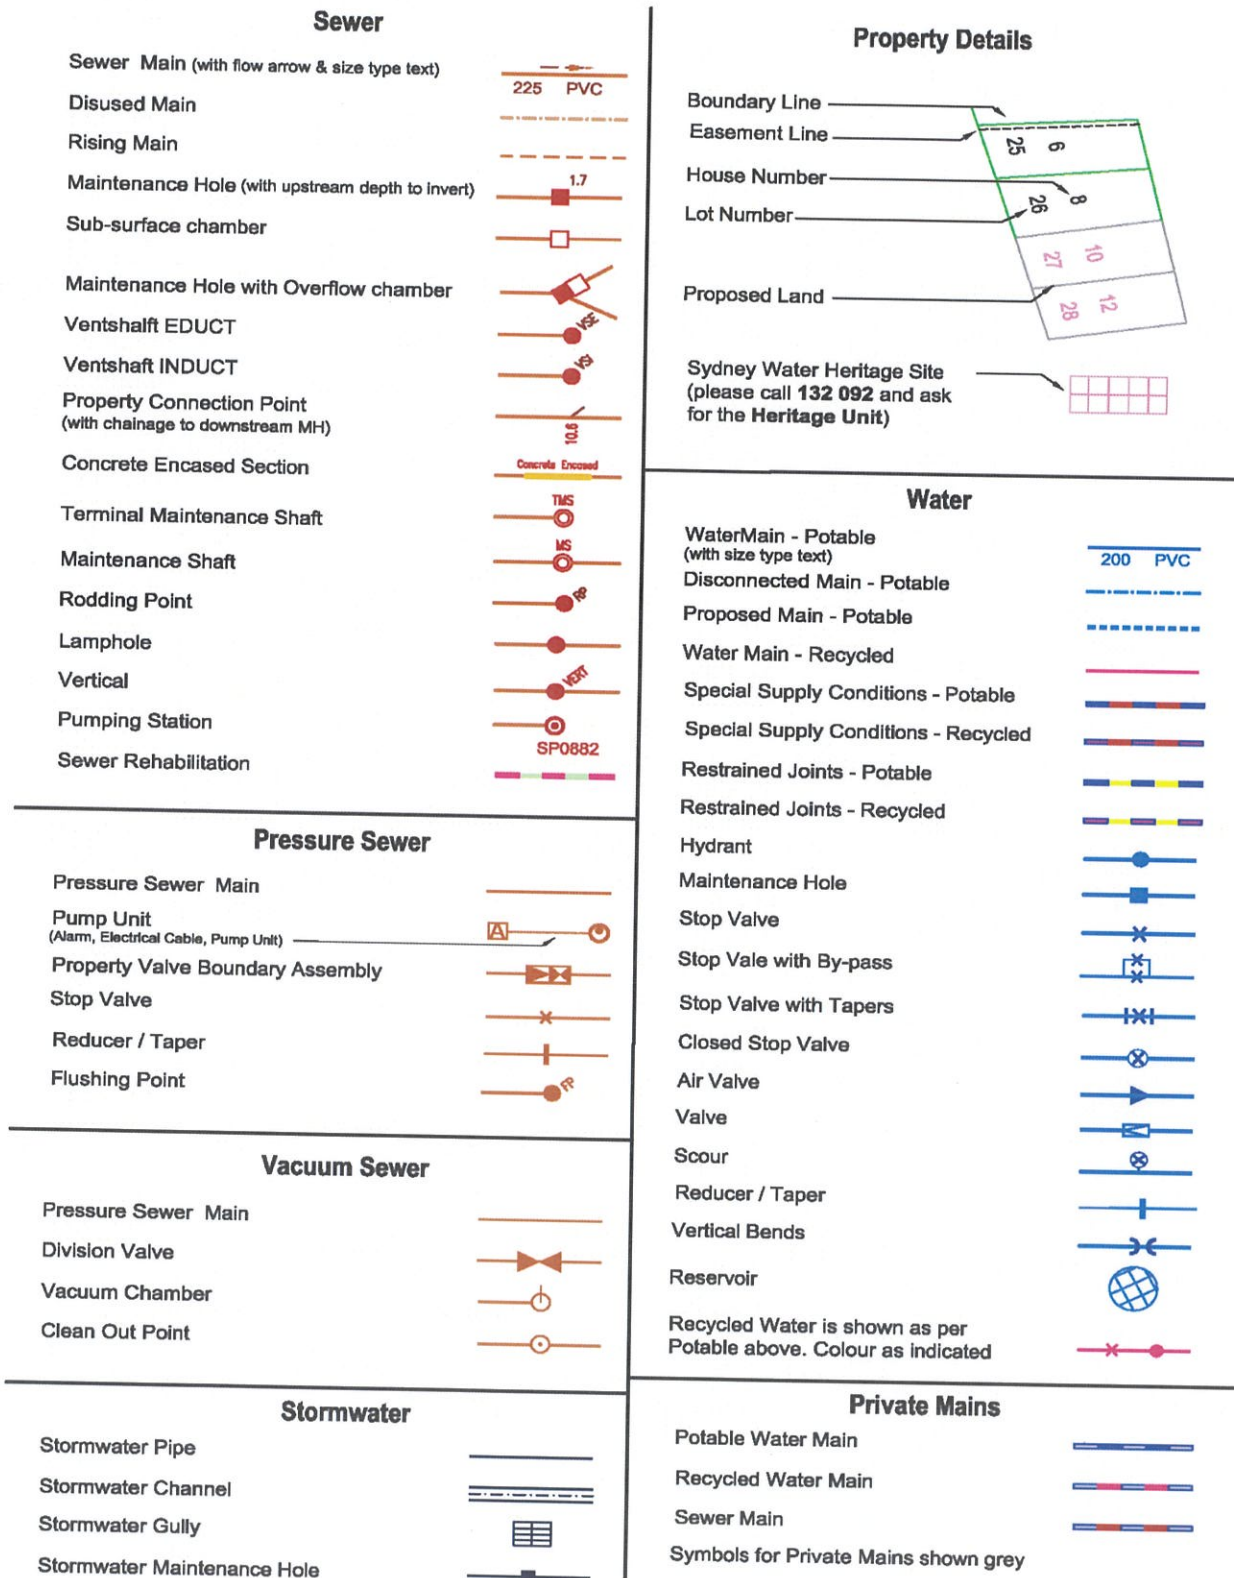 Sewer
Sewer Main (with flow arrow & size type text)
225 PVC
Disused Main
Rising Main
Maintenance Hole (with upstream depth to invert)
1.7
Sub-surface chamber
Maintenance Hole with Overflow chamber
Ventshalft EDUCT
VSE
Ventshaft INDUCT
VSI
Property Connection Point
(with chainage to downstream MH)
10.6
Concrete Encased Section
Concrete Encased
Terminal Maintenance Shaft
TMS
Maintenance Shaft
MS
Rodding Point
RP
Lamphole
Vertical
VERT
Pumping Station
SP0882
Sewer Rehabilitation
Pressure Sewer
Pressure Sewer Main
Pump Unit
(Alarm, Electrical Cable, Pump Unit)
A
Property Valve Boundary Assembly
Stop Valve
Reducer / Taper
Flushing Point
FP
Vacuum Sewer
Pressure Sewer Main
Division Valve
Vacuum Chamber
Clean Out Point
Stormwater
Stormwater Pipe
Stormwater Channel
Stormwater Gully
Stormwater Maintenance Hole
Property Details
Boundary Line
Easement Line
25 6
House Number
Lot Number
26 8
27 10
Proposed Land
28 12
Sydney Water Heritage Site
(please call 132 092 and ask
for the Heritage Unit)
Water
WaterMain - Potable
(with size type text)
200 PVC
Disconnected Main - Potable
Proposed Main - Potable
Water Main - Recycled
Special Supply Conditions - Potable
Special Supply Conditions - Recycled
Restrained Joints - Potable
Restrained Joints - Recycled
Hydrant
Maintenance Hole
Stop Valve
Stop Vale with By-pass
Stop Valve with Tapers
Closed Stop Valve
Air Valve
Valve
Scour
Reducer / Taper
Vertical Bends
Reservoir
Recycled Water is shown as per
Potable above. Colour as indicated
Private Mains
Potable Water Main
Recycled Water Main
Sewer Main
Symbols for Private Mains shown grey